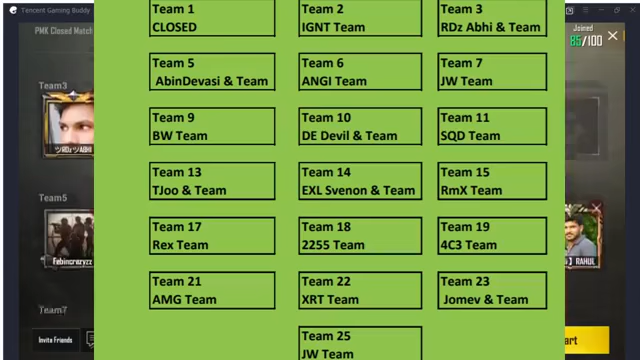 Tencent Gaming Buddy
PMK Closed Match
Joined
85/100
Team 1
CLOSED
Team 2
IGNT Team
Team 3
RDz Abhi & Team
Team3
Team 5
AbinDevasi & Team
Team 6
ANGI Team
Team 7
JW Team
Team 9
BW Team
Team 10
DE Devil & Team
Team 11
SQD Team
Team 13
TJoo & Team
Team 14
EXL Svenon & Team
Team 15
RmX Team
Team5
Febincrazyzz
RAHUL
Team 17
Rex Team
Team 18
2255 Team
Team 19
4C3 Team
Team 21
AMG Team
Team 22
XRT Team
Team 23
Jomev & Team
Team7
Invite Friends
Team 25
JW Team